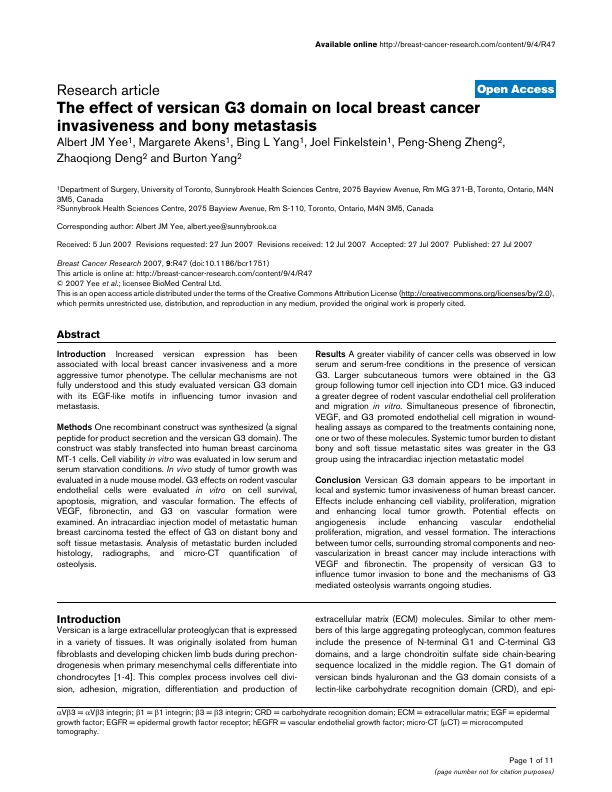 Available online http://breast-cancer-research.com/content/9/4/R47
Research article
Open Access
The effect of versican G3 domain on local breast cancer
invasiveness and bony metastasis
Albert JM Yee1, Margarete Akens1, Bing L Yang1, Joel Finkelstein1, Peng-Sheng Zheng2,
Zhaoqiong Deng2 and Burton Yang2
1Department of Surgery, University of Toronto, Sunnybrook Health Sciences Centre, 2075 Bayview Avenue, Rm MG 371-B, Toronto, Ontario, M4N
3M5, Canada
2Sunnybrook Health Sciences Centre, 2075 Bayview Avenue, Rm S-110, Toronto, Ontario, M4N 3M5, Canada
Corresponding author: Albert JM Yee, albert.yee@sunnybrook.ca
Received: 5 Jun 2007 Revisions requested: 27 Jun 2007 Revisions received: 12 Jul 2007 Accepted: 27 Jul 2007 Published: 27 Jul 2007
Breast Cancer Research 2007, 9:R47 (doi:10.1186/bcr1751)
This article is online at: http://breast-cancer-research.com/content/9/4/R47
© 2007 Yee et al.; licensee BioMed Central Ltd.
This is an open access article distributed under the terms of the Creative Commons Attribution License (http://creativecommons.org/licenses/by/2.0),
which permits unrestricted use, distribution, and reproduction in any medium, provided the original work is properly cited.
Abstract
Introduction Increased versican expression has been
associated with local breast cancer invasiveness and a more
aggressive tumor phenotype. The cellular mechanisms are not
fully understood and this study evaluated versican G3 domain
with its EGF-like motifs in influencing tumor invasion and
metastasis.
Methods One recombinant construct was synthesized (a signal
peptide for product secretion and the versican G3 domain). The
construct was stably transfected into human breast carcinoma
MT-1 cells. Cell viability in vitro was evaluated in low serum and
serum starvation conditions. In vivo study of tumor growth was
evaluated in a nude mouse model. G3 effects on rodent vascular
endothelial cells were evaluated in vitro on cell survival,
apoptosis, migration, and vascular formation. The effects of
VEGF, fibronectin, and G3 on vascular formation were
examined. An intracardiac injection model of metastatic human
breast carcinoma tested the effect of G3 on distant bony and
soft tissue metastasis. Analysis of metastatic burden included
histology, radiographs, and micro-CT quantification of
osteolysis.
Results A greater viability of cancer cells was observed in low
serum and serum-free conditions in the presence of versican
G3. Larger subcutaneous tumors were obtained in the G3
group following tumor cell injection into CD1 mice. G3 induced
a greater degree of rodent vascular endothelial cell proliferation
and migration in vitro. Simultaneous presence of fibronectin,
VEGF, and G3 promoted endothelial cell migration in wound-
healing assays as compared to the treatments containing none,
one or two of these molecules. Systemic tumor burden to distant
bony and soft tissue metastatic sites was greater in the G3
group using the intracardiac injection metastatic model
Conclusion Versican G3 domain appears to be important in
local and systemic tumor invasiveness of human breast cancer.
Effects include enhancing cell viability, proliferation, migration
and enhancing local tumor growth. Potential effects on
angiogenesis include enhancing vascular endothelial
proliferation, migration, and vessel formation. The interactions
between tumor cells, surrounding stromal components and neo-
vascularization in breast cancer may include interactions with
VEGF and fibronectin. The propensity of versican G3 to
influence tumor invasion to bone and the mechanisms of G3
mediated osteolysis warrants ongoing studies.
Introduction
Versican is a large extracellular proteoglycan that is expressed
in a variety of tissues. It was originally isolated from human
fibroblasts and developing chicken limb buds during prechon-
drogenesis when primary mesenchymal cells differentiate into
chondrocytes [1-4]. This complex process involves cell divi-
sion, adhesion, migration, differentiation and production of
extracellular matrix (ECM) molecules. Similar to other mem-
bers of this large aggregating proteoglycan, common features
include the presence of N-terminal G1 and C-terminal G3
domains, and a large chondroitin sulfate side chain-bearing
sequence localized in the middle region. The G1 domain of
versican binds hyaluronan and the G3 domain consists of a
lectin-like carbohydrate recognition domain (CRD), and epi-
αVβ3 = αVβ3 integrin; β1 = β1 integrin; β3 = β3 integrin; CRD = carbohydrate recognition domain; ECM = extracellular matrix; EGF = epidermal
growth factor; EGFR = epidermal growth factor receptor; hEGFR = vascular endothelial growth factor; micro-CT (μCT) = microcomputed
tomography.
Page 1 of 11
(page number not for citation purposes)